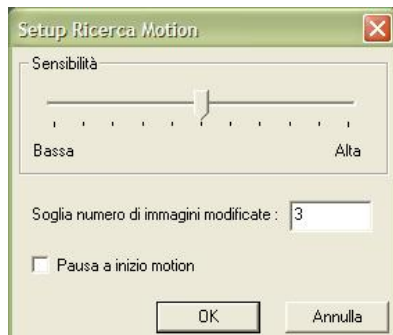 Setup Ricerca Motion
Sensibilità
Bassa Alta
Soglia numero di immagini modificate : 3
Pausa a inizio motion
OK Annulla